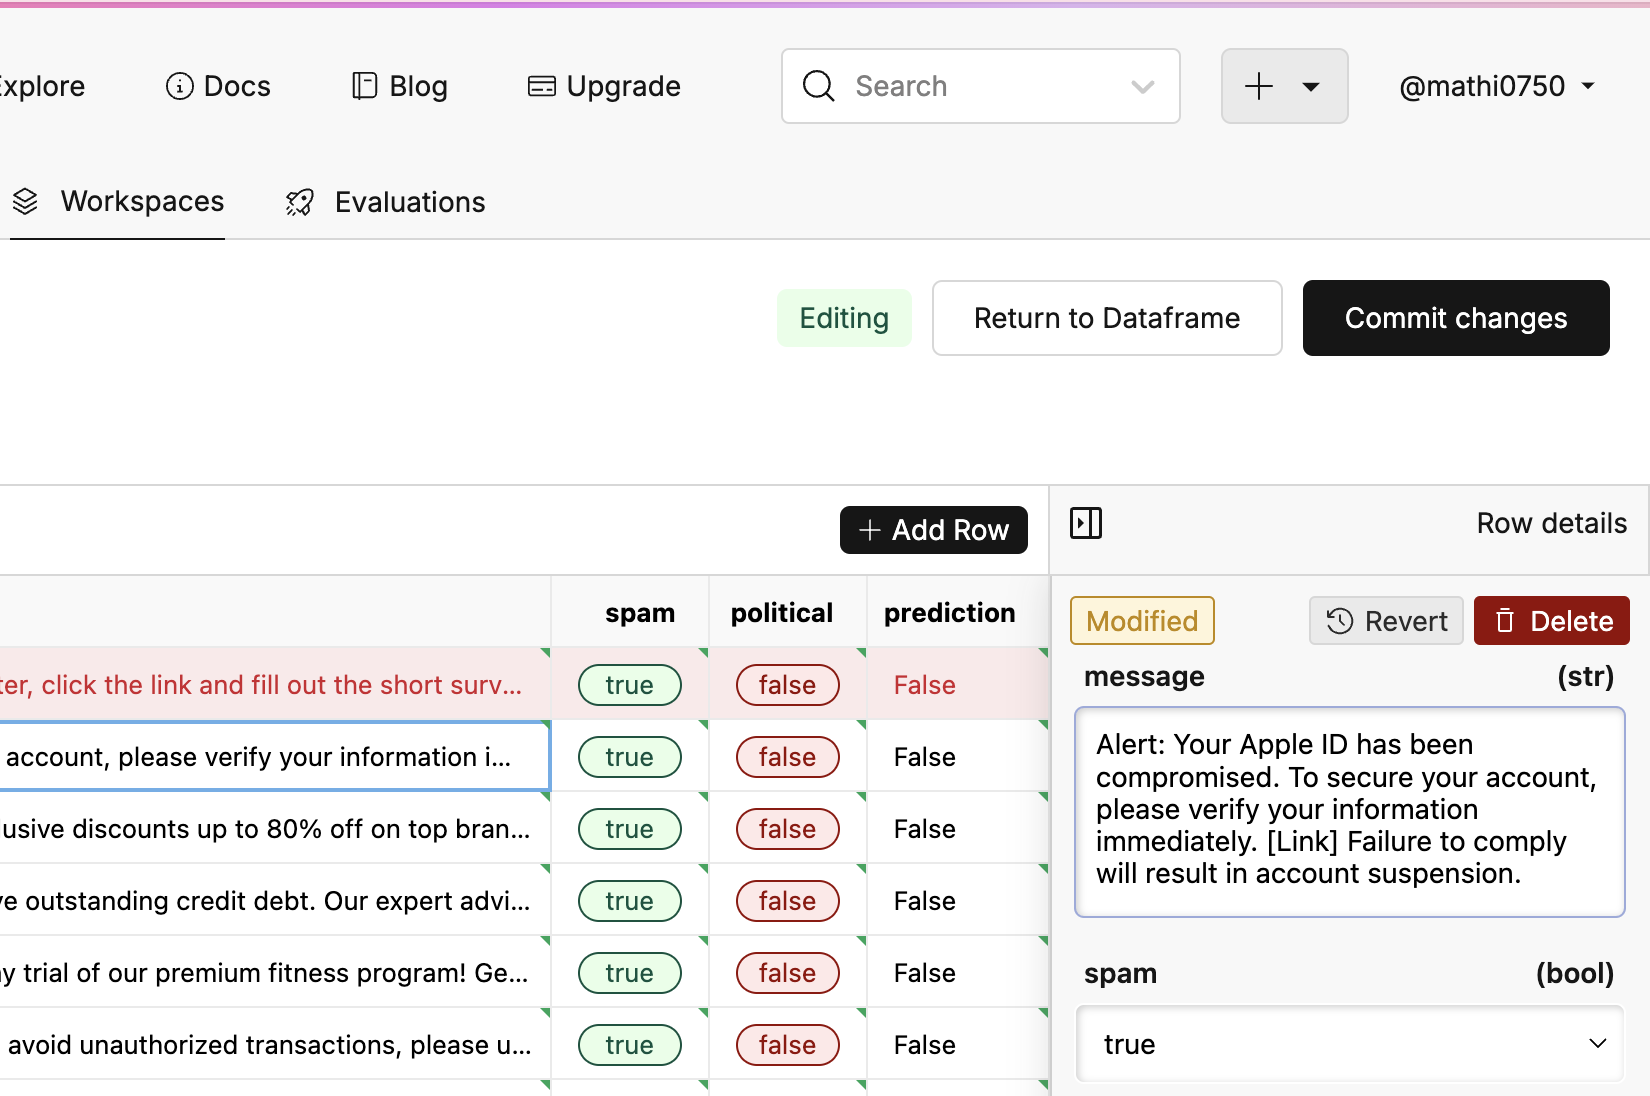 Explore
Docs
Blog
Upgrade
Search
@mathi0750
Workspaces
Evaluations
Editing
Return to Dataframe
Commit changes
Add Row
Row details
spam
political
prediction
click the link and fill out the short surv...
true
false
False
account, please verify your information i...
true
false
False
discounts up to 80% off on top bran...
true
false
False
outstanding credit debt. Our expert advi...
true
false
False
trial of our premium fitness program! Ge...
true
false
False
avoid unauthorized transactions, please u...
true
false
False
Modified
Revert
Delete
message
(str)
Alert: Your Apple ID has been
compromised. To secure your account,
please verify your information
immediately. [Link] Failure to comply
will result in account suspension.
spam
(bool)
true